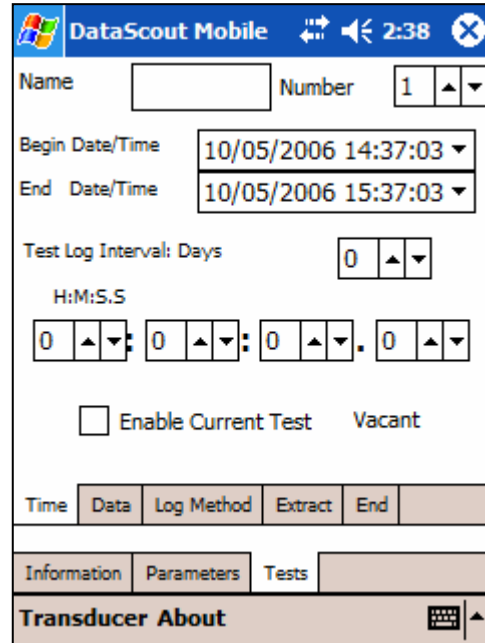 DataScout Mobile 2:38
Name Number 1
Begin Date/Time 10/05/2006 14:37:03
End Date/Time 10/05/2006 15:37:03
Test Log Interval: Days 0
H:M:S.S
0 : 0 : 0 . 0
Enable Current Test Vacant
Time Data Log Method Extract End
Information Parameters Tests
Transducer About